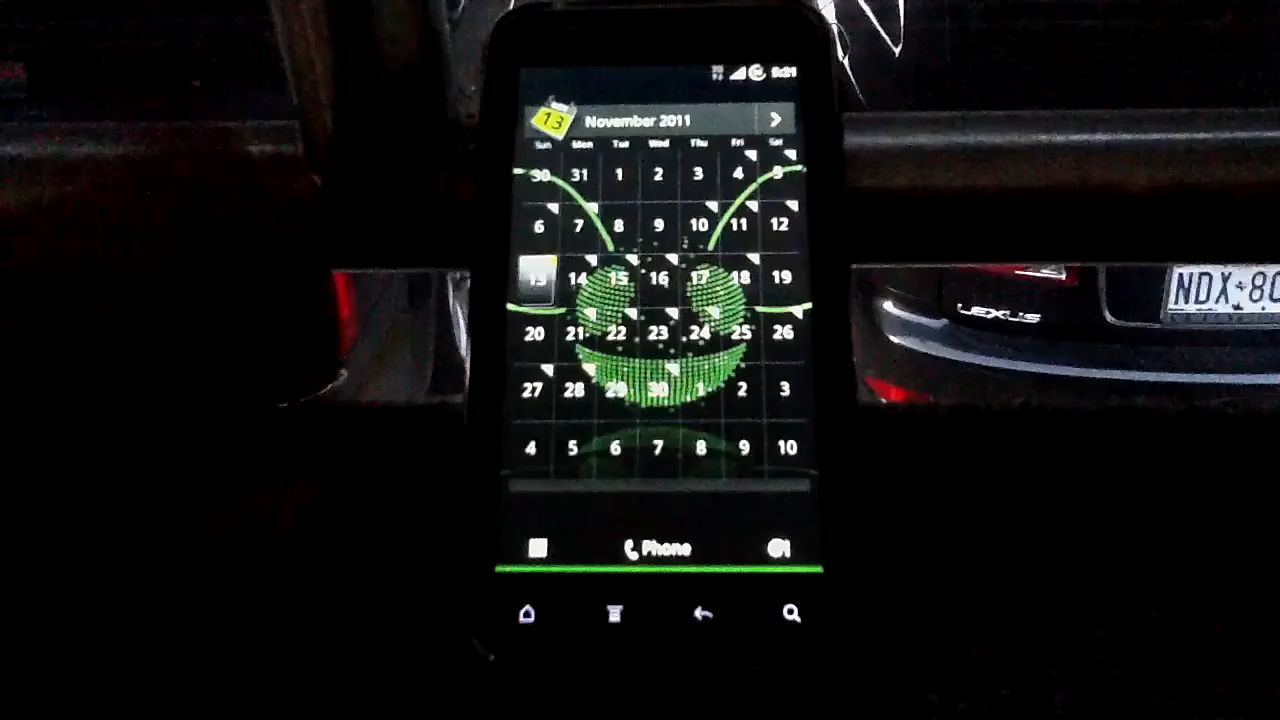 13 November 2011 >
Sun Mon Tue Wed Thu Fri Sat
30 31 1 2 3 4 5
6 7 8 9 10 11 12
13 14 15 16 17 18 19
20 21 22 23 24 25 26
27 28 29 30 1 2 3
4 5 6 7 8 9 10
Phone
LEXUS
NDX 80